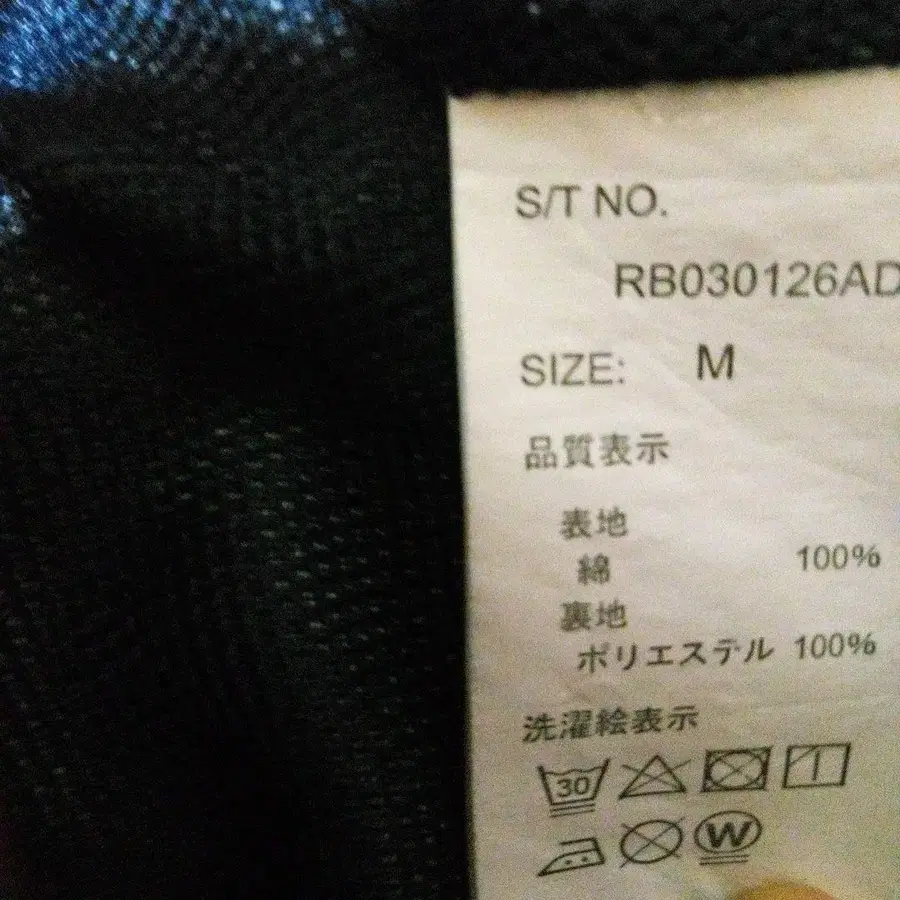 S/T NO.
RB030126AD
SIZE: M
品質表示
表地
綿 100%
裏地
ポリエステル 100%
洗濯絵表示
30
W